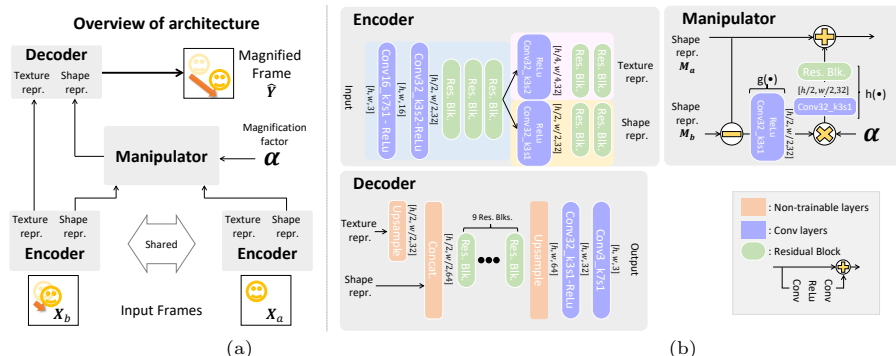 Overview of architecture
Decoder
Texture repr.
Shape repr.
Magnified Frame
Ŷ
Magnification factor
α
Manipulator
Texture repr.
Shape repr.
Encoder
Shared
Texture repr.
Shape repr.
Encoder
X_b
Input Frames
X_a
(a)
Encoder
Input
[h,w,3]
Conv16_k7s1 - ReLu
[h,w,16]
Conv32_k3s2-ReLu
[h/2,w/2,32]
Res. Blk.
Res. Blk.
Res. Blk.
ReLu
Conv32_k3s2
[h/4,w/4,32]
Res. Blk.
Res. Blk.
Texture repr.
ReLu
Conv32_k3s1
[h/2,w/2,32]
Res. Blk.
Res. Blk.
Shape repr.
Manipulator
Shape repr.
M_a
Shape repr.
M_b
g(•)
ReLu
Conv32_k3s1
[h/2,w/2,32]
Res. Blk.
[h/2,w/2,32]
Conv32_k3s1
h(•)
α
Decoder
Texture repr.
Upsample
[h/2,w/2,32]
Shape repr.
Concat.
[h/2,w/2,64]
9 Res. Blks.
Res. Blk.
•••
Res. Blk.
Upsample
[h,w,64]
Conv32_k3s1-ReLu
[h,w,32]
Conv3_k7s1
[h,w,3]
Output
: Non-trainable layers
: Conv layers
: Residual Block
Conv
ReLu
Conv
(b)